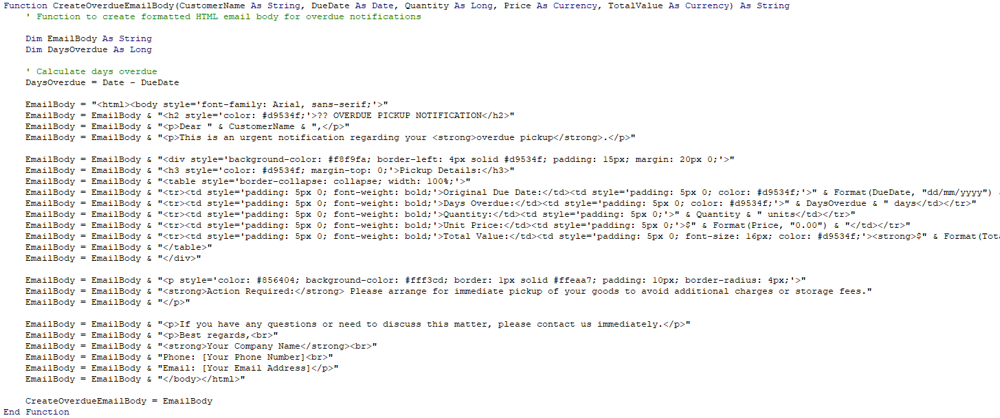 Function CreateOverdueEmailBody(CustomerName As String, DueDate As Date, Quantity As Long, Price As Currency, TotalValue As Currency) As String
    ' Function to create formatted HTML email body for overdue notifications

    Dim EmailBody As String
    Dim DaysOverdue As Long

    ' Calculate days overdue
    DaysOverdue = Date - DueDate

    EmailBody = "<html><body style='font-family: Arial, sans-serif;'>"
    EmailBody = EmailBody & "<h2 style='color: #d9534f;'>?? OVERDUE PICKUP NOTIFICATION</h2>"
    EmailBody = EmailBody & "<p>Dear " & CustomerName & ",</p>"
    EmailBody = EmailBody & "<p>This is an urgent notification regarding your <strong>overdue pickup</strong>.</p>"

    EmailBody = EmailBody & "<div style='background-color: #f8f9fa; border-left: 4px solid #d9534f; padding: 15px; margin: 20px 0;'>"
    EmailBody = EmailBody & "<h3 style='color: #d9534f; margin-top: 0;'>Pickup Details:</h3>"
    EmailBody = EmailBody & "<table style='border-collapse: collapse; width: 100%;'>"
    EmailBody = EmailBody & "<tr><td style='padding: 5px 0; font-weight: bold;'>Original Due Date:</td><td style='padding: 5px 0; color: #d9534f;'>" & Format(DueDate, "dd/mm/yyyy")
    EmailBody = EmailBody & "<tr><td style='padding: 5px 0; font-weight: bold;'>Days Overdue:</td><td style='padding: 5px 0; color: #d9534f;'>" & DaysOverdue & " days</td></tr>"
    EmailBody = EmailBody & "<tr><td style='padding: 5px 0; font-weight: bold;'>Quantity:</td><td style='padding: 5px 0;'>" & Quantity & " units</td></tr>"
    EmailBody = EmailBody & "<tr><td style='padding: 5px 0; font-weight: bold;'>Unit Price:</td><td style='padding: 5px 0;'>$" & Format(Price, "0.00") & "</td></tr>"
    EmailBody = EmailBody & "<tr><td style='padding: 5px 0; font-weight: bold;'>Total Value:</td><td style='padding: 5px 0; font-size: 16px; color: #d9534f;'><strong>$" & Format(Tota
    EmailBody = EmailBody & "</table>"
    EmailBody = EmailBody & "</div>"

    EmailBody = EmailBody & "<p style='color: #856404; background-color: #fff3cd; border: 1px solid #ffeaa7; padding: 10px; border-radius: 4px;'>"
    EmailBody = EmailBody & "<strong>Action Required:</strong> Please arrange for immediate pickup of your goods to avoid additional charges or storage fees."
    EmailBody = EmailBody & "</p>"

    EmailBody = EmailBody & "<p>If you have any questions or need to discuss this matter, please contact us immediately.</p>"
    EmailBody = EmailBody & "<p>Best regards,<br>"
    EmailBody = EmailBody & "<strong>Your Company Name</strong><br>"
    EmailBody = EmailBody & "Phone: [Your Phone Number]<br>"
    EmailBody = EmailBody & "Email: [Your Email Address]</p>"
    EmailBody = EmailBody & "</body></html>"

    CreateOverdueEmailBody = EmailBody
End Function